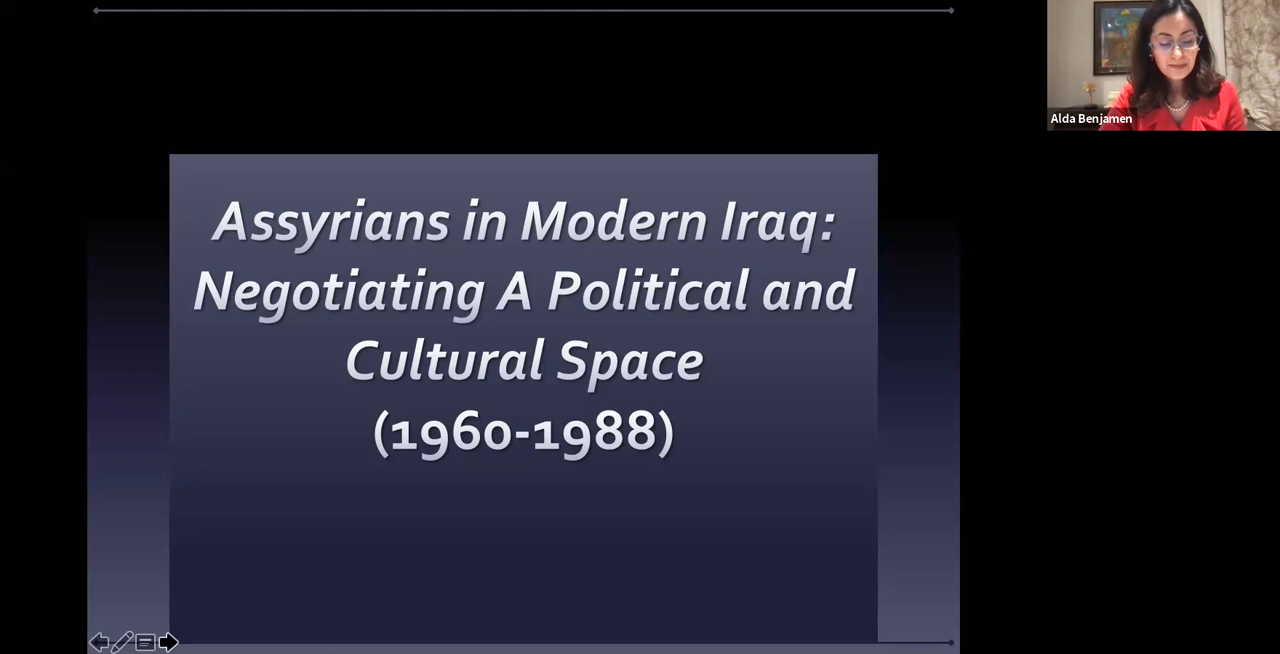 Assyrians in Modern Iraq:
Negotiating A Political and
Cultural Space
(1960-1988)
Alda Benjamen